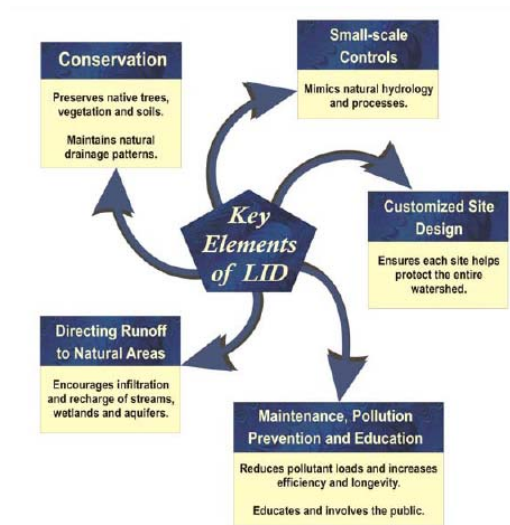 Conservation
Preserves native trees,
vegetation and soils.
Maintains natural
drainage patterns.
Small-scale
Controls
Mimics natural hydrology
and processes.
Key
Elements
of LID
Customized Site
Design
Ensures each site helps
protect the entire
watershed.
Directing Runoff
to Natural Areas
Encourages infiltration
and recharge of streams,
wetlands and aquifers.
Maintenance, Pollution
Prevention and Education
Reduces pollutant loads and increases
efficiency and longevity.
Educates and involves the public.